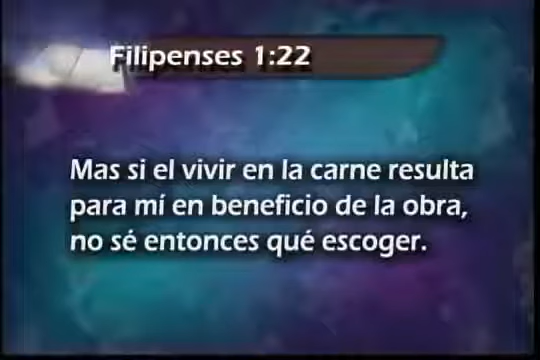 Filipenses 1:22
Mas si el vivir en la carne resulta
para mí en beneficio de la obra,
no sé entonces qué escoger.